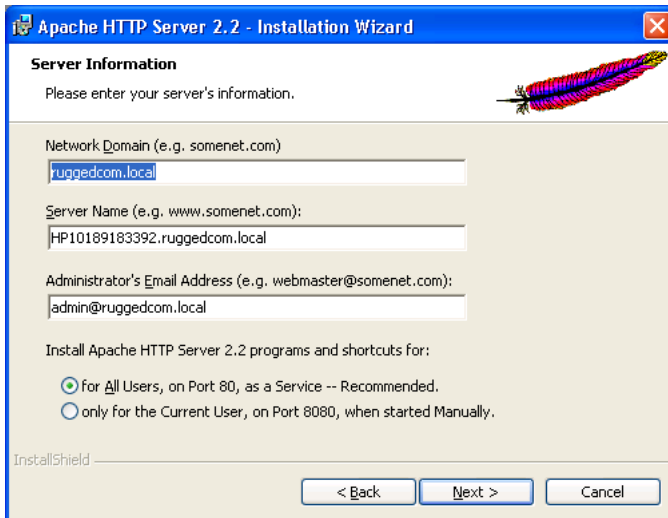 Apache HTTP Server 2.2 - Installation Wizard
Server Information
Please enter your server's information.
Network Domain (e.g. somenet.com)
ruggedcom.local
Server Name (e.g. www.somenet.com):
HP10189183392.ruggedcom.local
Administrator's Email Address (e.g. webmaster@somenet.com):
admin@ruggedcom.local
Install Apache HTTP Server 2.2 programs and shortcuts for:
for All Users, on Port 80, as a Service -- Recommended.
only for the Current User, on Port 8080, when started Manually.
InstallShield
< Back Next > Cancel